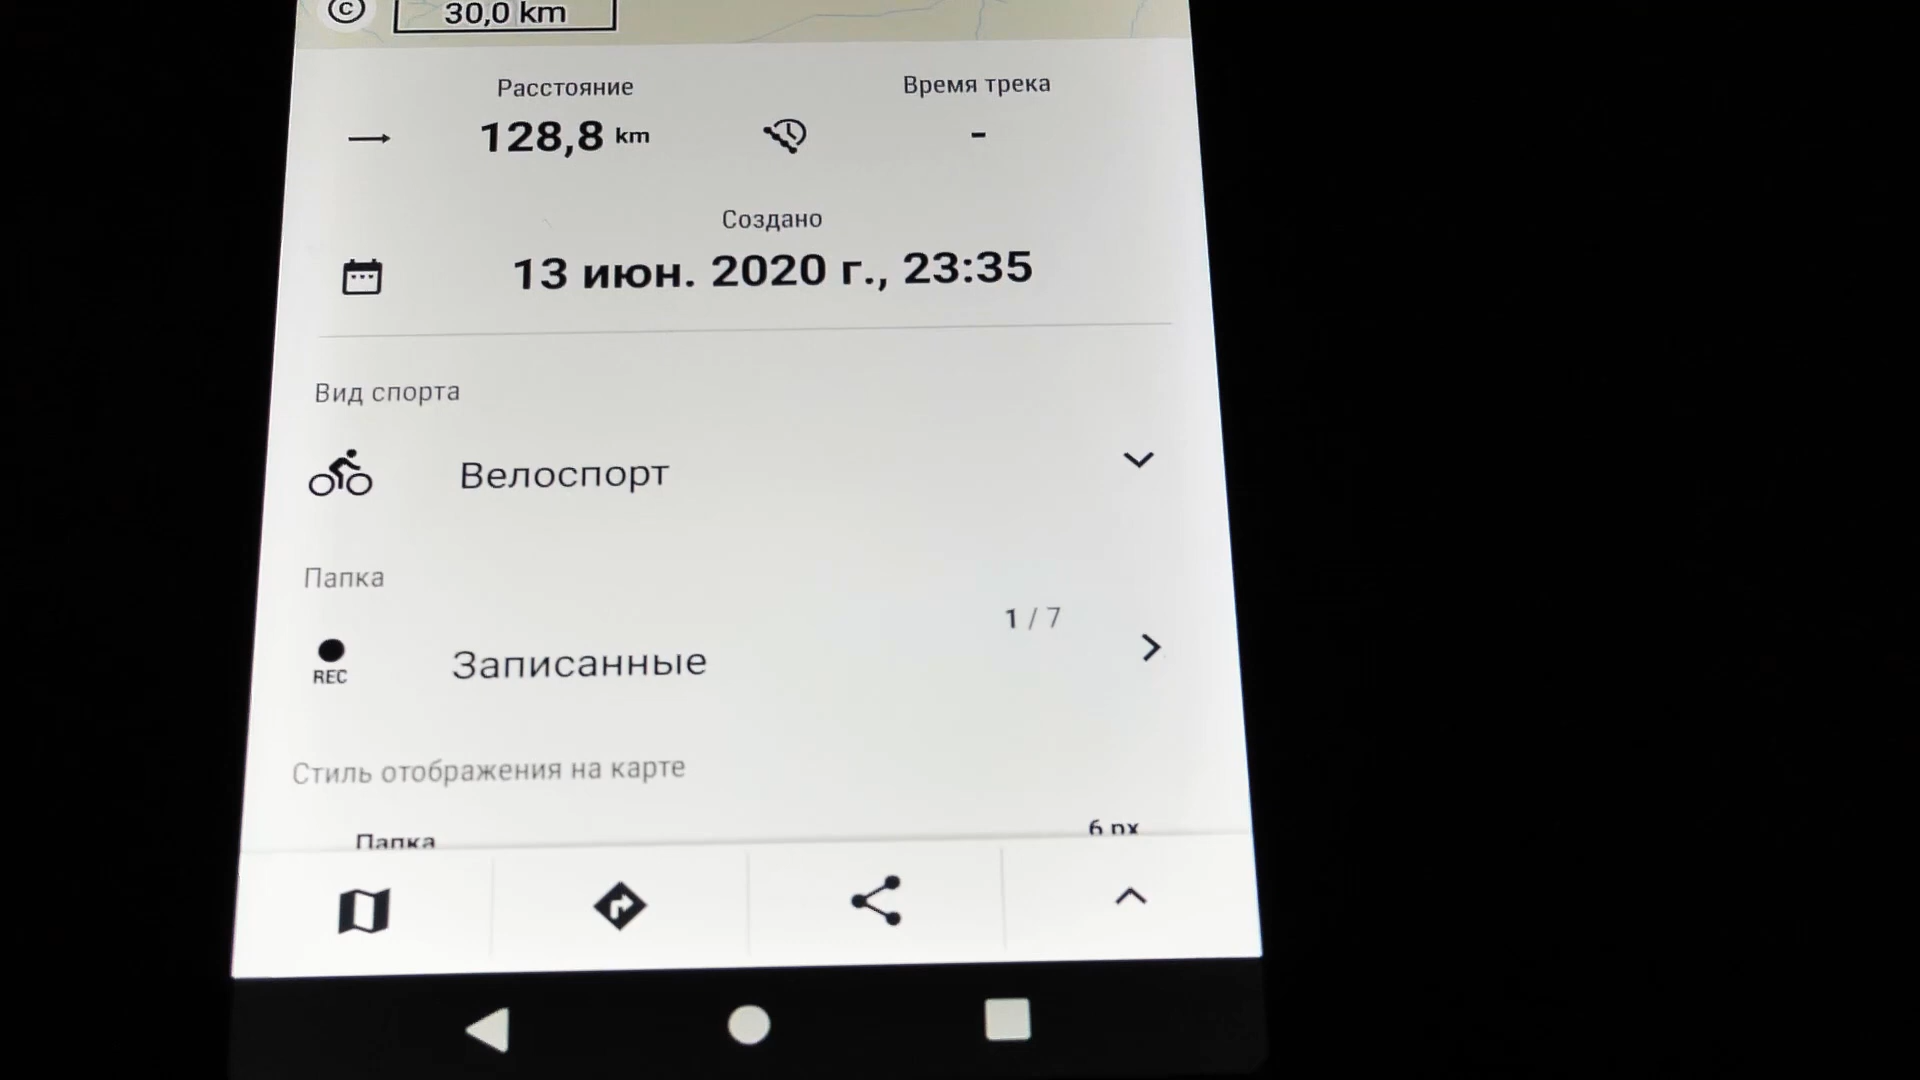 ©
30,0 km
Расстояние
Время трека
128,8 km
-
Создано
13 июн. 2020 г., 23:35
Вид спорта
Велоспорт
Папка
1 / 7
REC
Записанные
Стиль отображения на карте
Папка
6 px